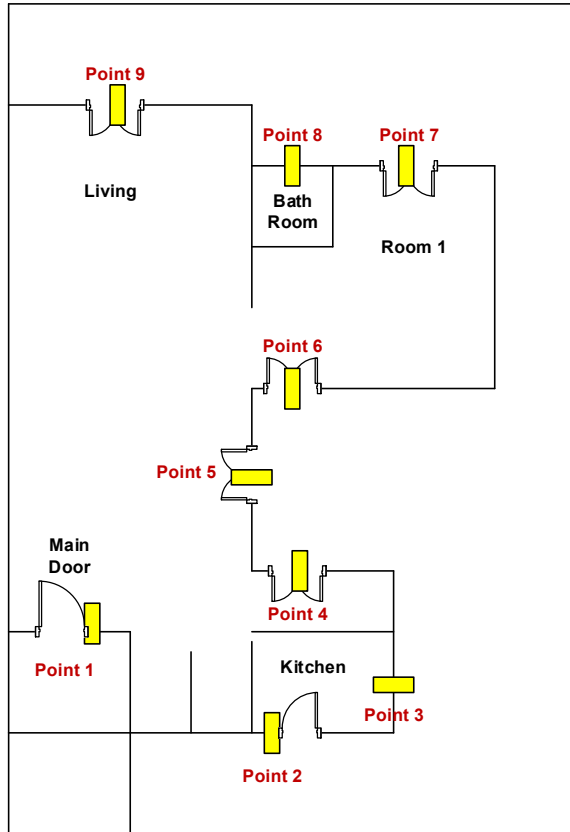 Point 9
Point 8
Point 7
Living
Bath
Room
Room 1
Point 6
Point 5
Main
Door
Point 4
Point 1
Kitchen
Point 3
Point 2